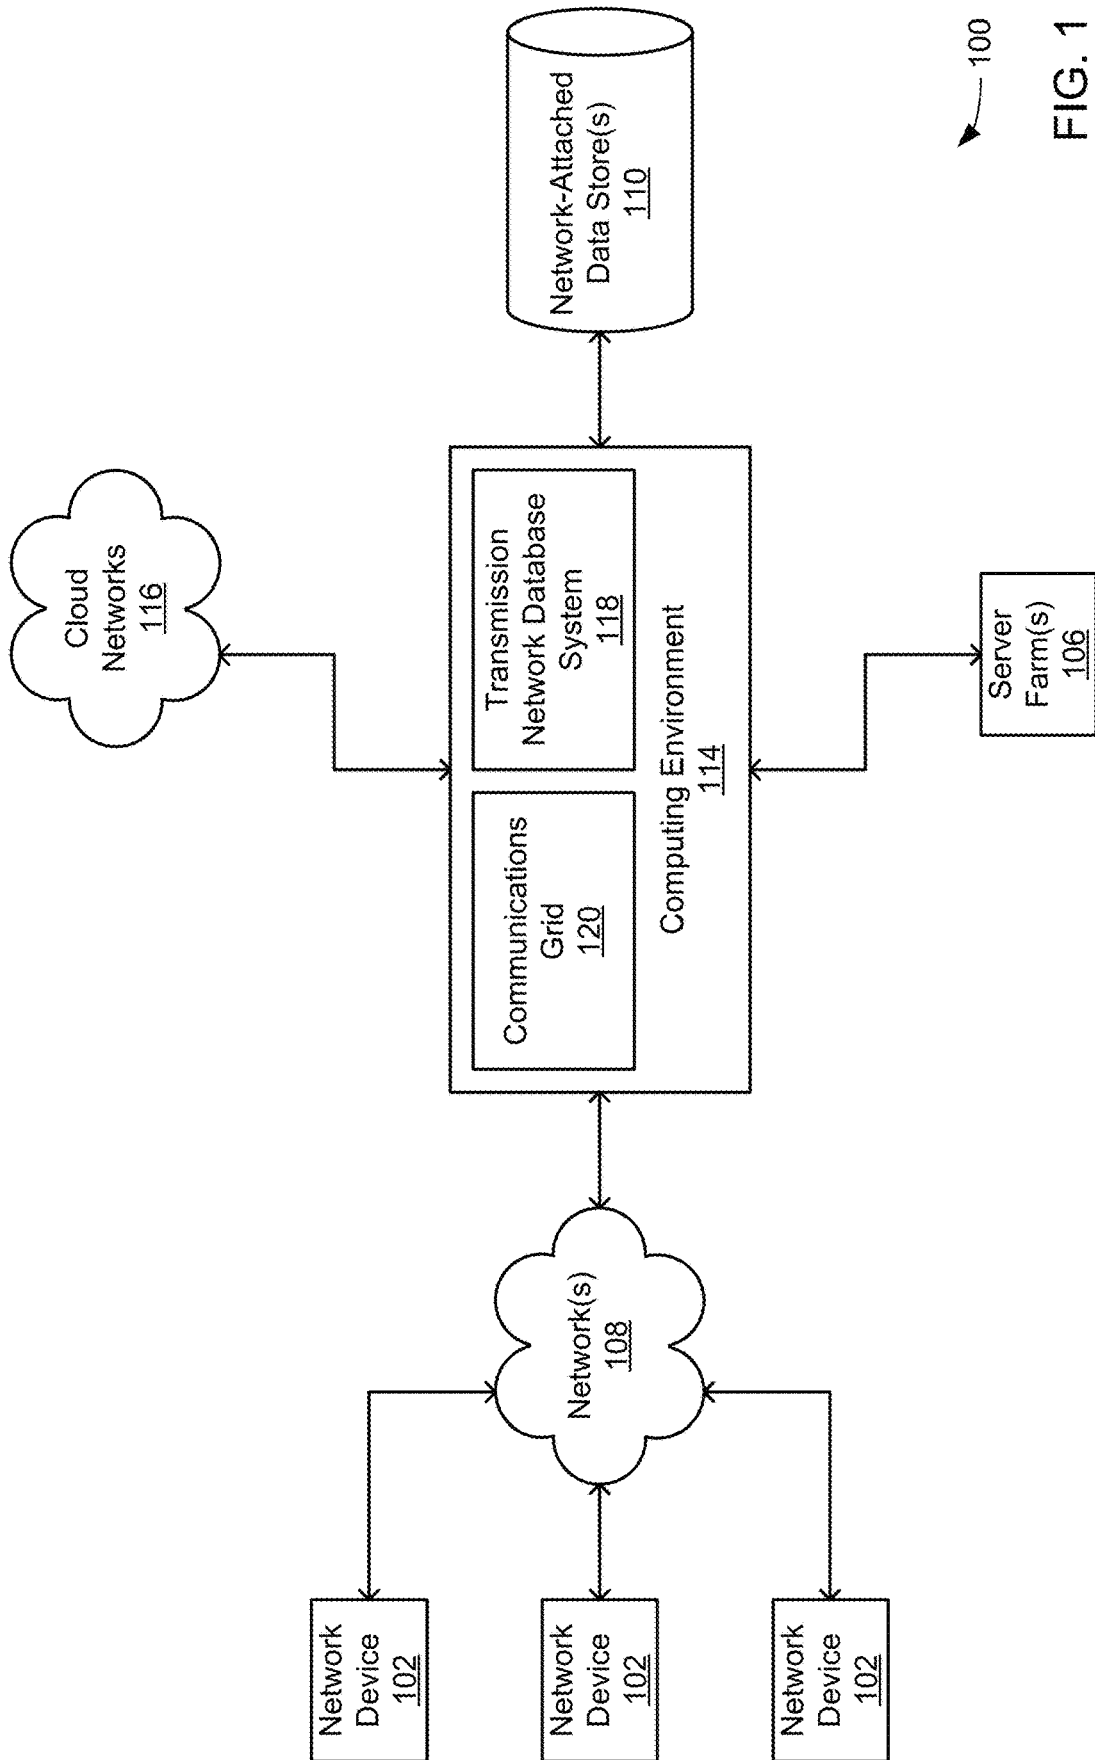 Cloud
Networks
116
Network
Device
102
Network
Device
102
Network
Device
102
Network(s)
108
Communications
Grid
120
Transmission
Network Database
System
118
Computing Environment
114
Network-Attached
Data Store(s)
110
Server
Farm(s)
106
100
FIG. 1